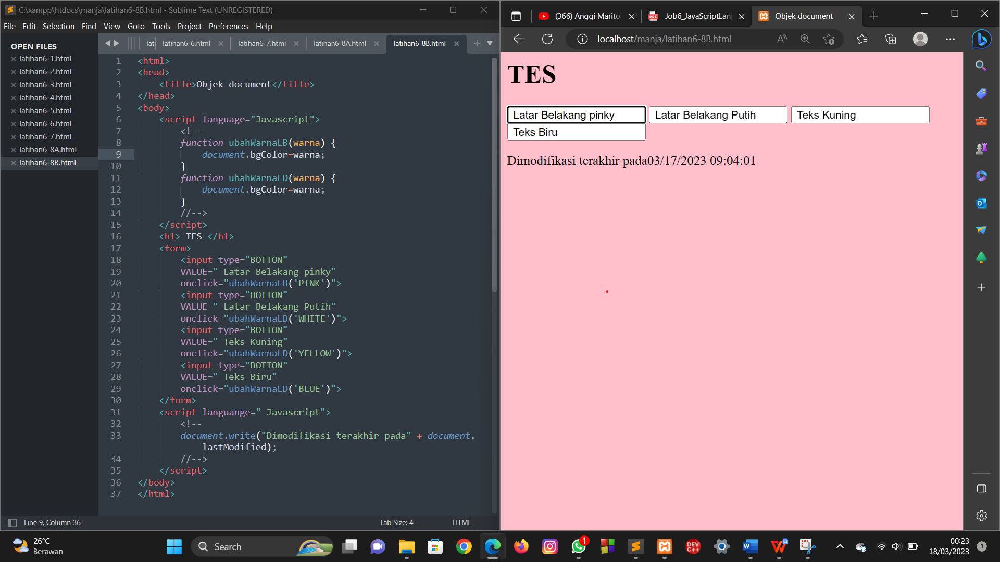 C:\xampp\htdocs\manja\latihan6-8B.html - Sublime Text (UNREGISTERED)
File Edit Selection Find View Goto Tools Project Preferences Help
OPEN FILES
latihan6-1.html
latihan6-2.html
latihan6-3.html
latihan6-4.html
latihan6-5.html
latihan6-6.html
latihan6-7.html
latihan6-8A.html
latihan6-8B.html
lati latihan6-6.html latihan6-7.html latihan6-8A.html latihan6-8B.html
1 <html>
2 <head>
3 <title>Objek document</title>
4 </head>
5 <body>
6 <script language="Javascript">
7 <!--
8 function ubahWarnaLB(warna) {
9 document.bgColor=warna;
10 }
11 function ubahWarnaLD(warna) {
12 document.bgColor=warna;
13 }
14 //-->
15 </script>
16 <h1> TES </h1>
17 <form>
18 <input type="BOTTON"
19 VALUE=" Latar Belakang pinky"
20 onclick="ubahWarnaLB('PINK')">
21 <input type="BOTTON"
22 VALUE=" Latar Belakang Putih"
23 onclick="ubahWarnaLB('WHITE')">
24 <input type="BOTTON"
25 VALUE=" Teks Kuning"
26 onclick="ubahWarnaLD('YELLOW')">
27 <input type="BOTTON"
28 VALUE=" Teks Biru"
29 onclick="ubahWarnaLD('BLUE')">
30 </form>
31 <script languange=" Javascript">
32 <!--
33 document.write("Dimodifikasi terakhir pada" + document.
lastModified);
34 //-->
35 </script>
36 </body>
37 </html>
Line 9, Column 36 Tab Size: 4 HTML
(366) Anggi Marito PDF Job6_JavaScriptLanj Objek document
localhost/manja/latihan6-8B.html
TES
Latar Belakang pinky Latar Belakang Putih Teks Kuning
Teks Biru
Dimodifikasi terakhir pada03/17/2023 09:04:01
26°C
Berawan
Search
1
DEV
C++
00:23
18/03/2023
1